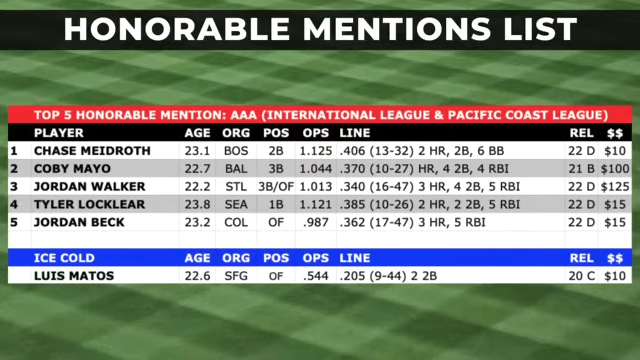 HONORABLE MENTIONS LIST
TOP 5 HONORABLE MENTION: AAA (INTERNATIONAL LEAGUE & PACIFIC COAST LEAGUE)
PLAYER AGE ORG POS OPS LINE REL $$
1 CHASE MEIDROTH 23.1 BOS 2B 1.125 .406 (13-32) 2 HR, 2B, 6 BB 22 D $10
2 COBY MAYO 22.7 BAL 3B 1.044 .370 (10-27) HR, 4 2B, 4 RBI 21 B $100
3 JORDAN WALKER 22.2 STL 3B/OF 1.013 .340 (16-47) 3 HR, 4 2B, 5 RBI 22 D $125
4 TYLER LOCKLEAR 23.8 SEA 1B 1.121 .385 (10-26) 2 HR, 2 2B, 5 RBI 22 D $15
5 JORDAN BECK 23.2 COL OF .987 .362 (17-47) 3 HR, 5 RBI 22 D $15
ICE COLD AGE ORG POS OPS LINE REL $$
LUIS MATOS 22.6 SFG OF .544 .205 (9-44) 2 2B 20 C $10